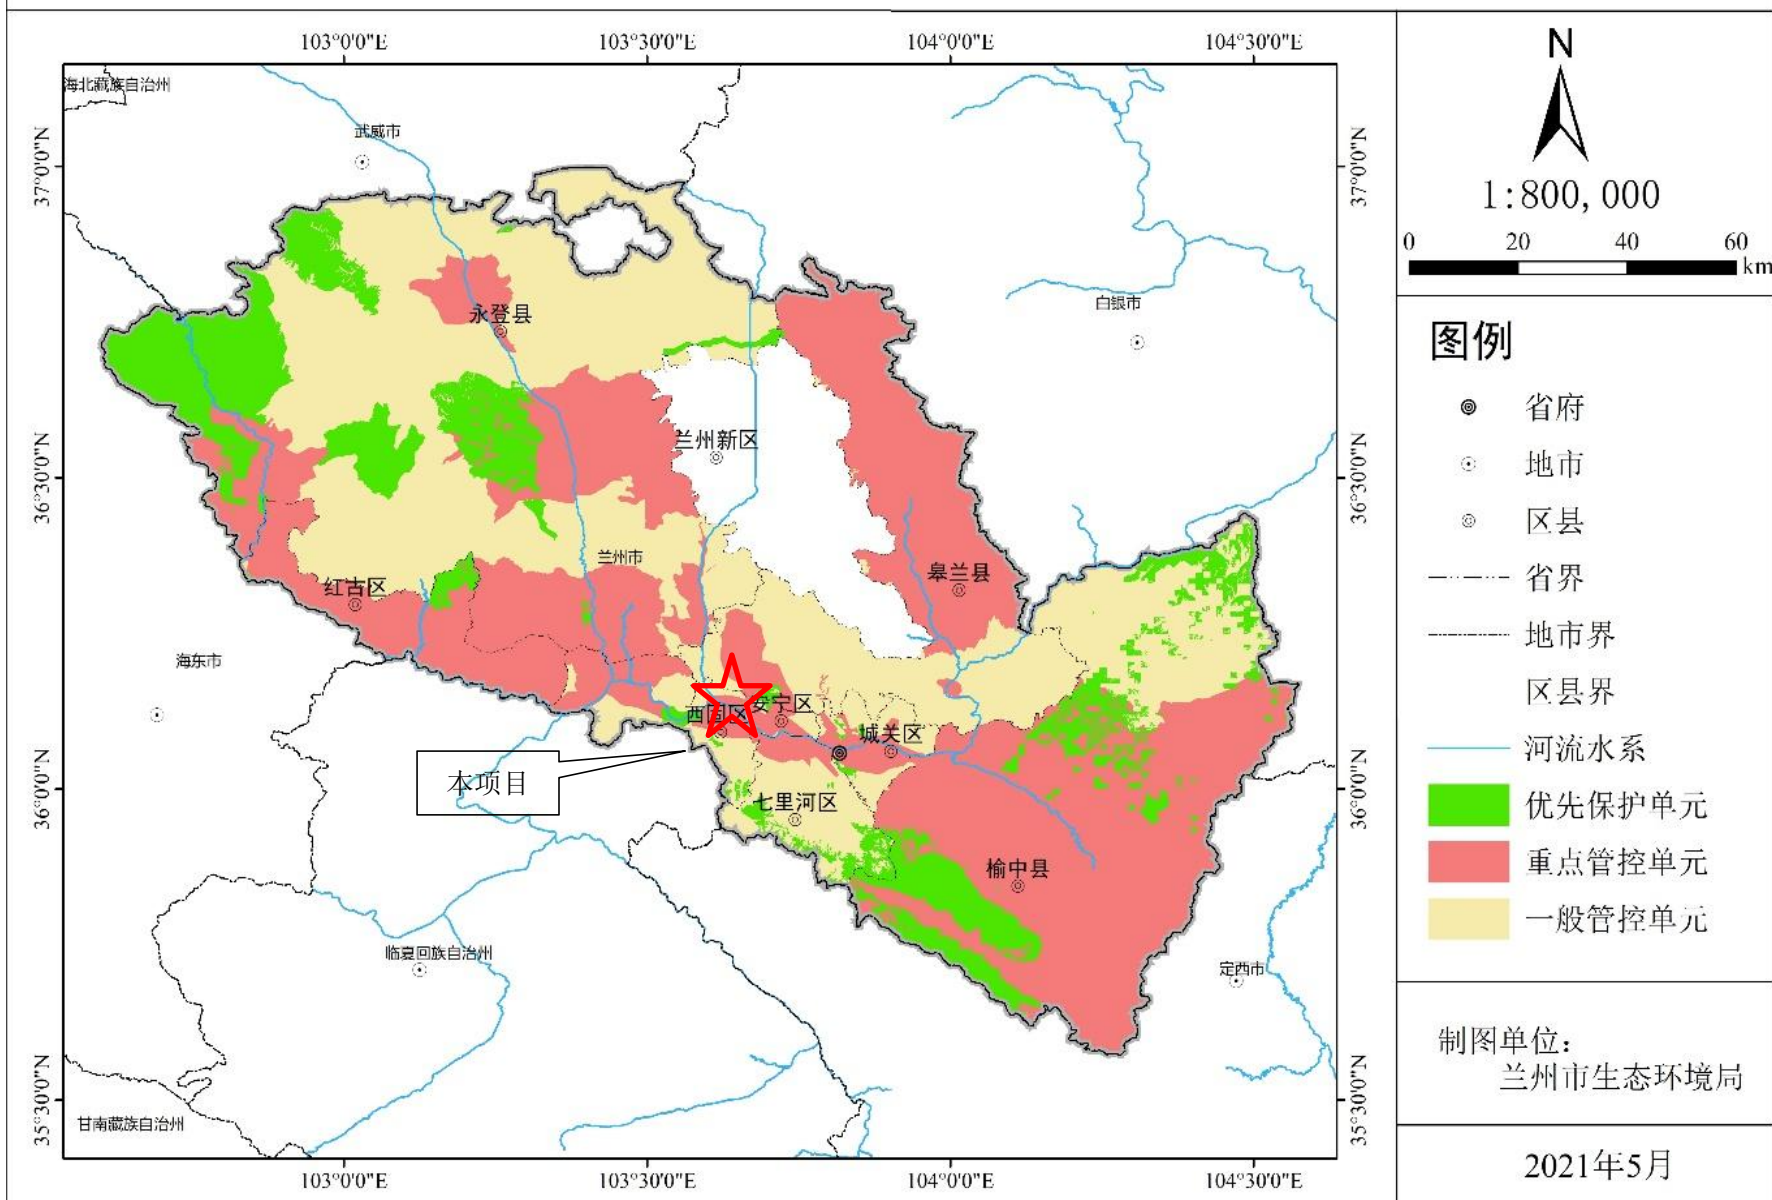 103°0'0"E
103°30'0"E
104°0'0"E
104°30'0"E
N
1:800,000
0
20
40
60
km
37°0'0"N
37°0'0"N
36°30'0"N
36°30'0"N
36°0'0"N
36°0'0"N
35°30'0"N
35°30'0"N
海北藏族自治州
武威市
永登县
白银市
兰州新区
兰州市
红古区
皋兰县
海东市
西固区
安宁区
城关区
本项目
七里河区
榆中县
临夏回族自治州
定西市
甘南藏族自治州
103°0'0"E
103°30'0"E
104°0'0"E
104°30'0"E
图例
省府
地市
区县
省界
地市界
区县界
河流水系
优先保护单元
重点管控单元
一般管控单元
制图单位：
兰州市生态环境局
2021年5月